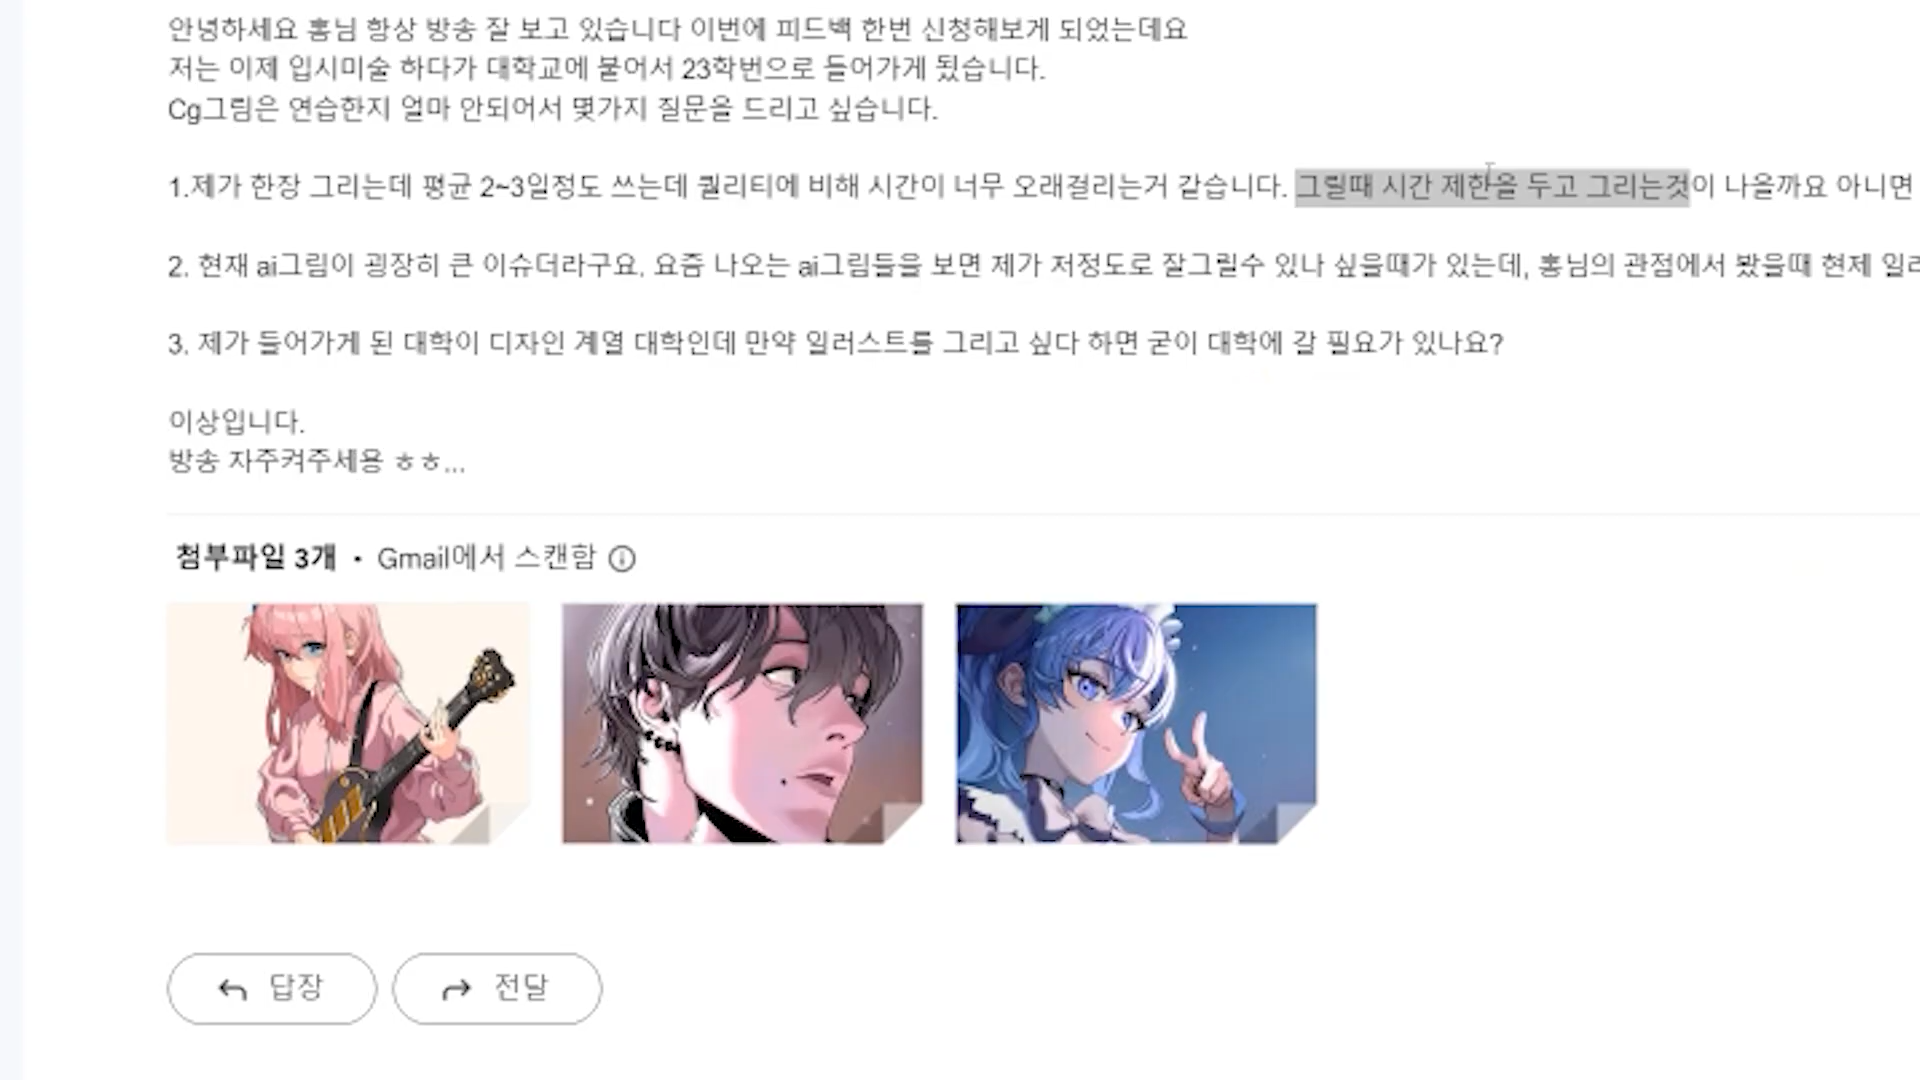 안녕하세요 홍님 항상 방송 잘 보고 있습니다 이번에 피드백 한번 신청해보게 되었는데요
저는 이제 입시미술 하다가 대학교에 붙어서 23학번으로 들어가게 됬습니다.
Cg그림은 연습한지 얼마 안되어서 몇가지 질문을 드리고 싶습니다.
1.제가 한장 그리는데 평균 2~3일정도 쓰는데 퀄리티에 비해 시간이 너무 오래걸리는거 같습니다. 그릴때 시간 제한을 두고 그리는것이 나을까요 아니면
2. 현재 ai그림이 굉장히 큰 이슈더라구요. 요즘 나오는 ai그림들을 보면 제가 저정도로 잘그릴수 있나 싶을때가 있는데, 홍님의 관점에서 봤을때 현제
3. 제가 들어가게 된 대학이 디자인 계열 대학인데 만약 일러스트를 그리고 싶다 하면 굳이 대학에 갈 필요가 있나요?
이상입니다.
방송 자주켜주세용 ㅎㅎ...
첨부파일 3개 • Gmail에서 스캔함
답장 전달